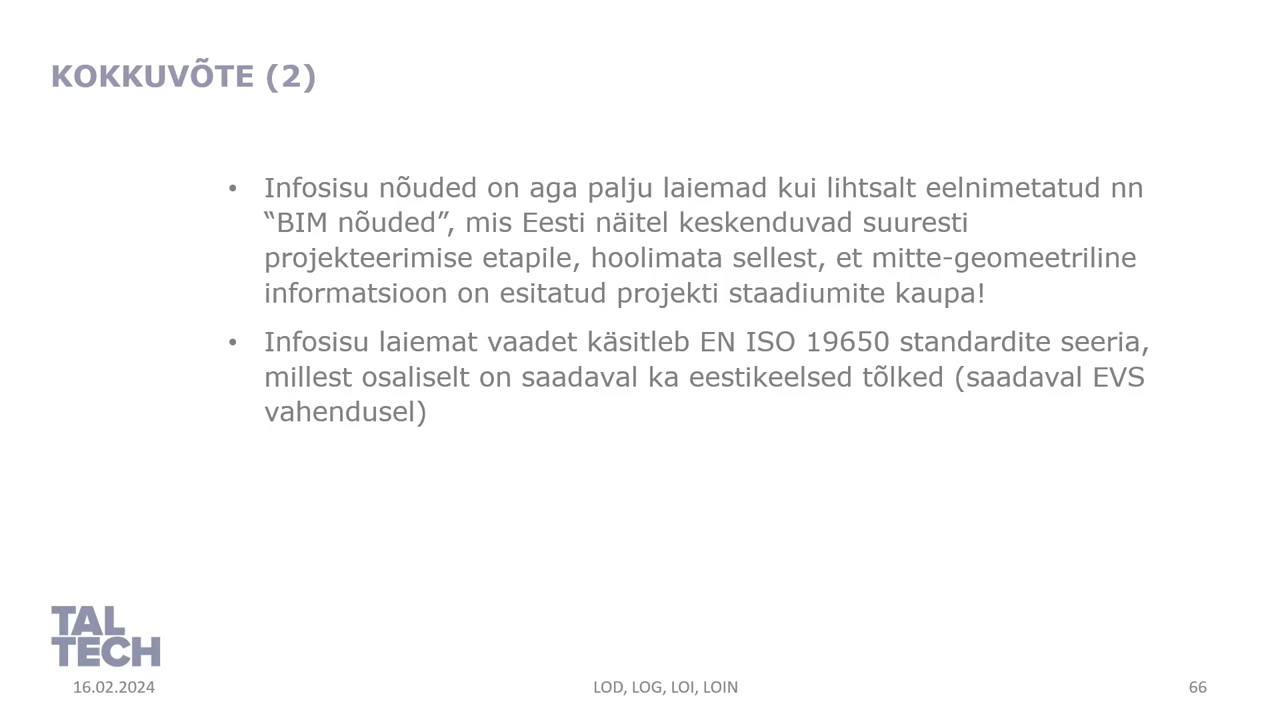 KOKKUVÕTE (2)
• Infosisu nõuded on aga palju laiemad kui lihtsalt eelnimetatud nn
“BIM nõuded”, mis Eesti näitel keskenduvad suuresti
projekteerimise etapile, hoolimata sellest, et mitte-geomeetriline
informatsioon on esitatud projekti staadiumite kaupa!
• Infosisu laiemat vaadet käsitleb EN ISO 19650 standardite seeria,
millest osaliselt on saadaval ka eestikeelsed tõlked (saadaval EVS
vahendusel)
TAL
TECH
16.02.2024
LOD, LOG, LOI, LOIN
66